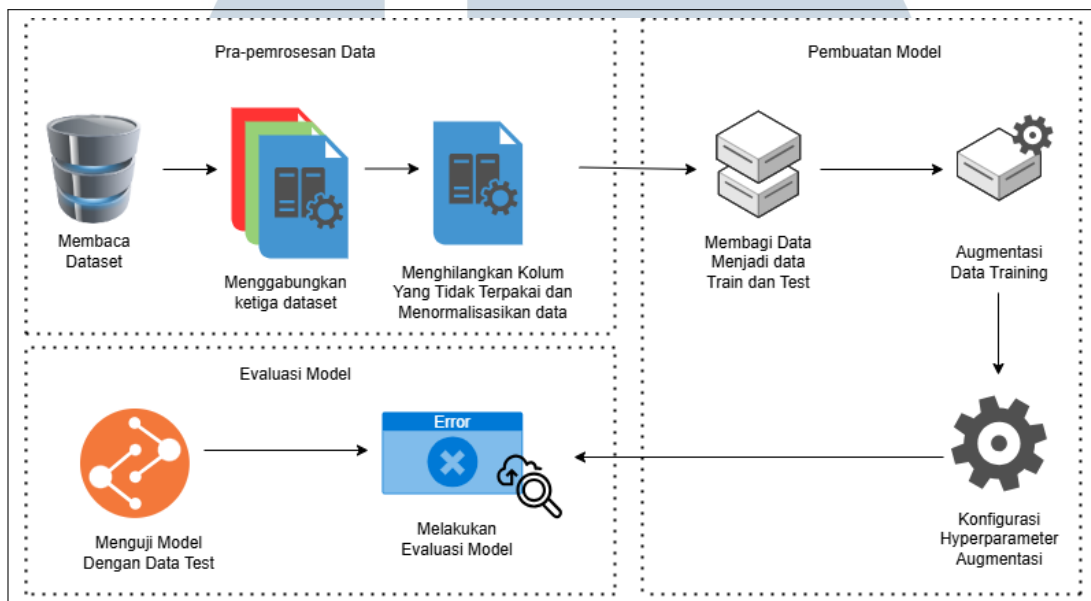 Pra-pemrosesan Data
Membaca
Dataset
Menggabungkan
ketiga dataset
Menghilangkan Kolum
Yang Tidak Terpakai dan
Menormalisasikan data
Pembuatan Model
Membagi Data
Menjadi data
Train dan Test
Augmentasi
Data Training
Konfigurasi
Hyperparameter
Augmentasi
Evaluasi Model
Menguji Model
Dengan Data Test
Error
Melakukan
Evaluasi Model